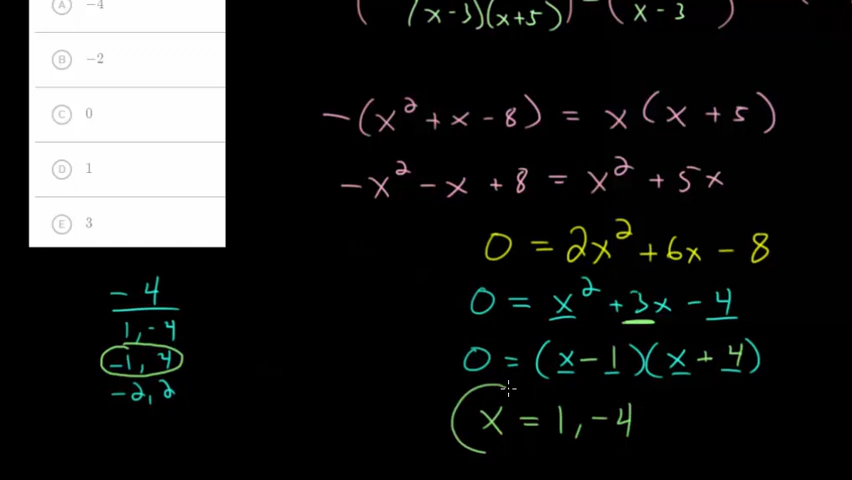 A -4
B -2
C 0
D 1
E 3
(x-3)(x+5)) - (x-3)
-(x²+x-8) = x(x+5)
-x²-x+8 = x²+5x
0 = 2x²+6x-8
0 = x²+3x-4
0 = (x-1)(x+4)
x = 1,-4
-4
1,-4
-1,4
-2,2